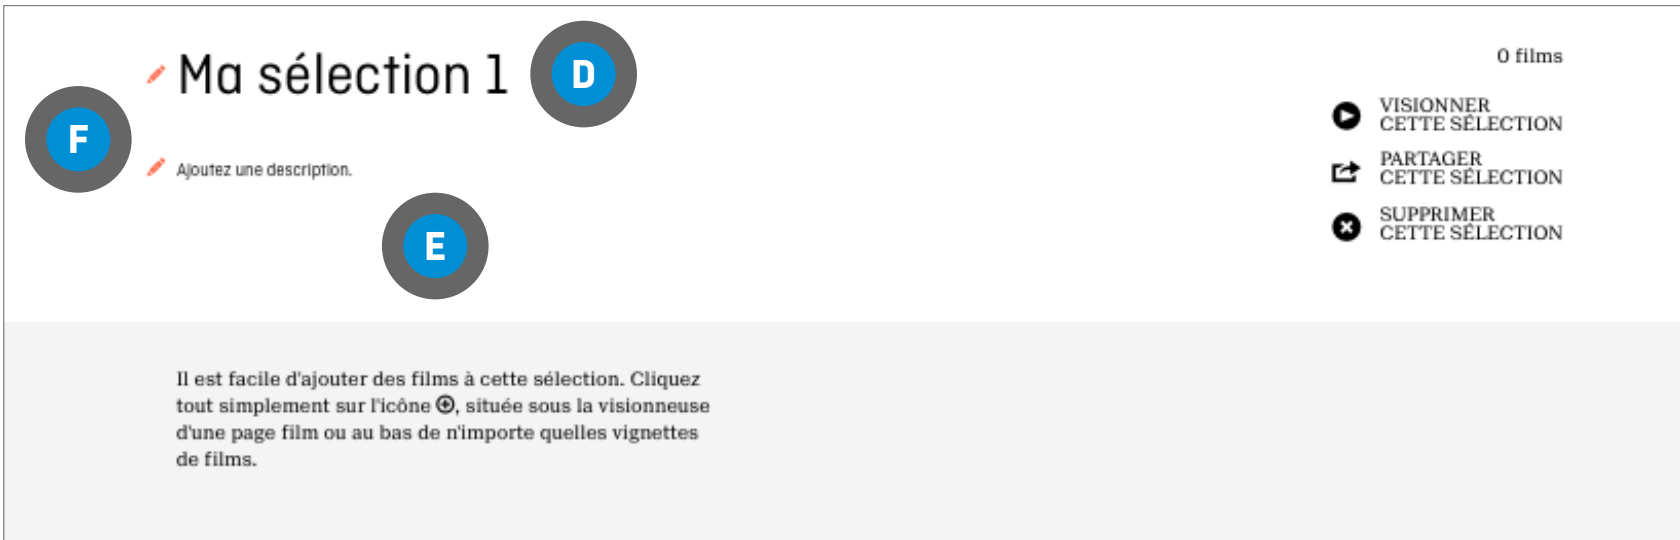 Ma sélection 1
D
F
Ajoutez une description.
E
0 films
VISIONNER
CETTE SÉLECTION
PARTAGER
CETTE SÉLECTION
SUPPRIMER
CETTE SÉLECTION
Il est facile d'ajouter des films à cette sélection. Cliquez
tout simplement sur l'icône ⊕, située sous la visionneuse
d'une page film ou au bas de n'importe quelles vignettes
de films.